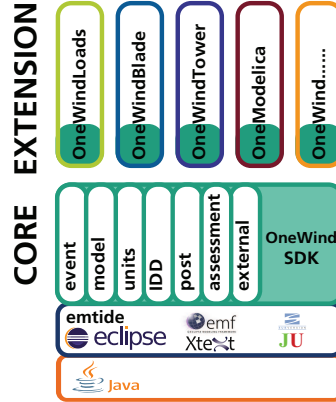 EXTENSION
OneWindLoads
OneWindBlade
OneWindTower
OneModelica
OneWind......
CORE
event
model
units
IDD
post
assessment
external
OneWind
SDK
emtide
eclipse
emf
Xtext
JU
Java